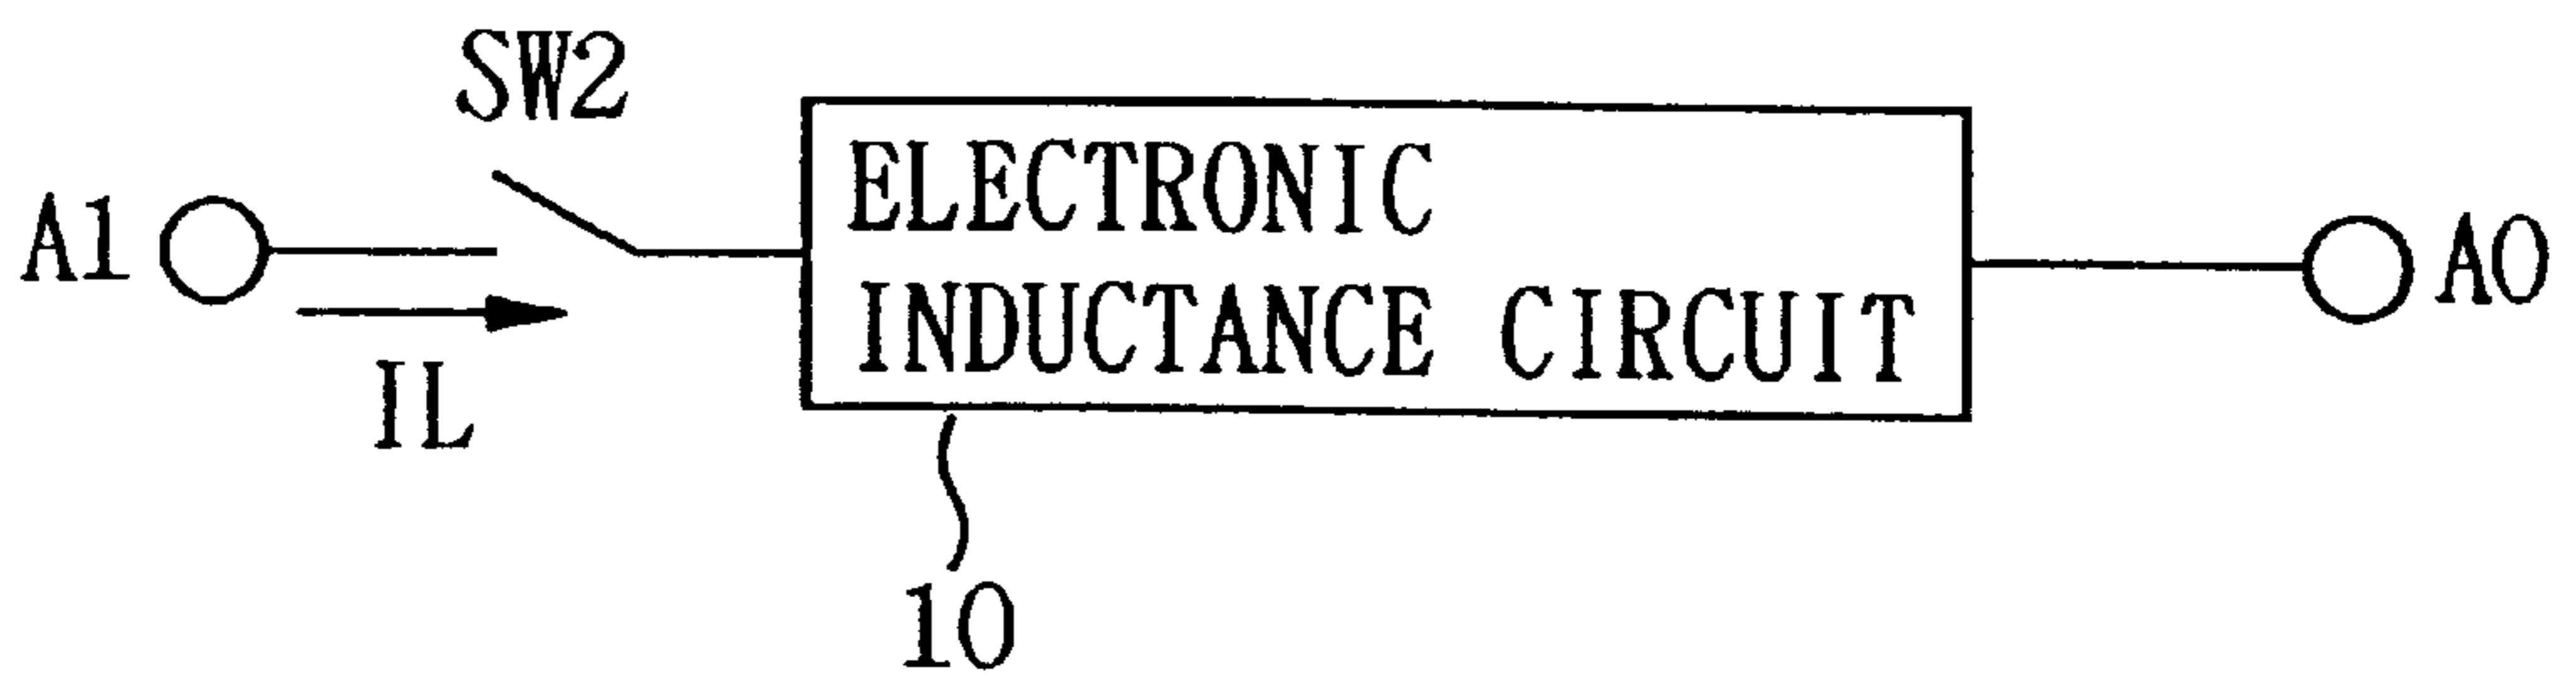 SW2
A1
ELECTRONIC
INDUCTANCE CIRCUIT
A0
IL
10